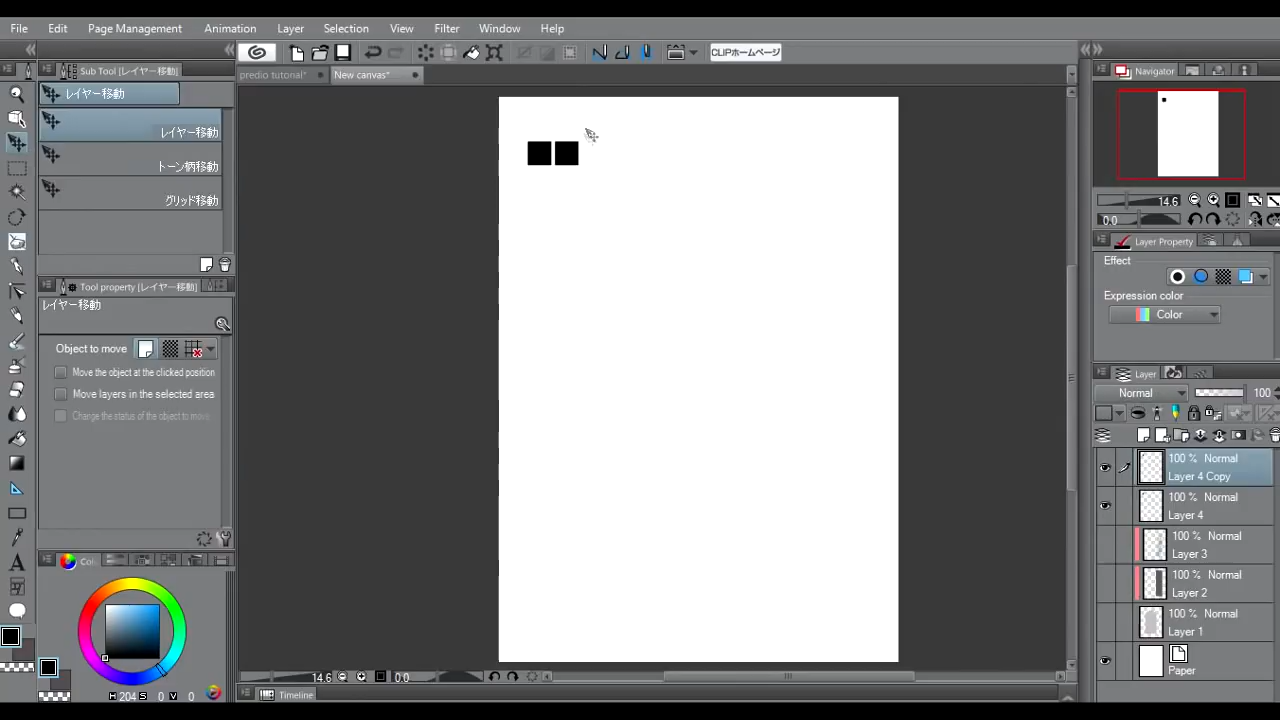 File Edit Page Management Animation Layer Selection View Filter Window Help
Sub Tool [レイヤー移動]
CLIPホームページ
predio tutorial* New canvas*
レイヤー移動
レイヤー移動
トーン柄移動
グリッド移動
Tool property [レイヤー移動]
レイヤー移動
Object to move
Move the object at the clicked position
Move layers in the selected area
Change the status of the object to move
H 204 S 0 V 0
14.6 0.0
Timeline
Navigator
14.6
0.0
Layer Property
Effect
Expression color
Color
Layer
Normal 100
100 % Normal
Layer 4 Copy
100 % Normal
Layer 4
100 % Normal
Layer 3
100 % Normal
Layer 2
100 % Normal
Layer 1
Paper